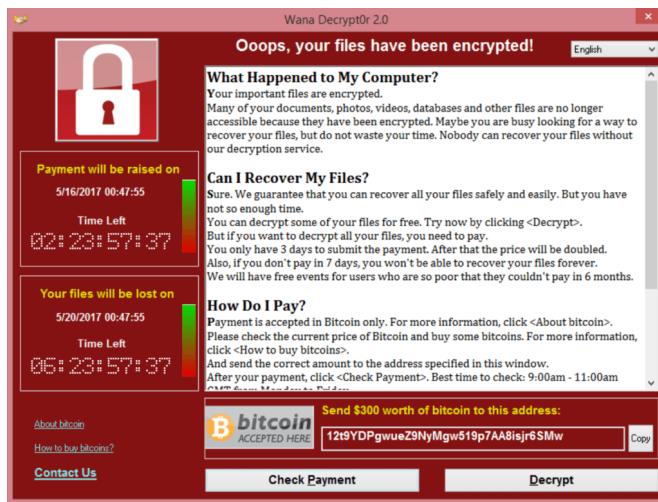 Wana Decrypt0r 2.0
Ooops, your files have been encrypted!
English
What Happened to My Computer?
Your important files are encrypted.
Many of your documents, photos, videos, databases and other files are no longer
accessible because they have been encrypted. Maybe you are busy looking for a way to
recover your files, but do not waste your time. Nobody can recover your files without
our decryption service.
Can I Recover My Files?
Sure. We guarantee that you can recover all your files safely and easily. But you have
not so enough time.
You can decrypt some of your files for free. Try now by clicking <Decrypt>.
But if you want to decrypt all your files, you need to pay.
You only have 3 days to submit the payment. After that the price will be doubled.
Also, if you don't pay in 7 days, you won't be able to recover your files forever.
We will have free events for users who are so poor that they couldn't pay in 6 months.
How Do I Pay?
Payment is accepted in Bitcoin only. For more information, click <About bitcoin>.
Please check the current price of Bitcoin and buy some bitcoins. For more information,
click <How to buy bitcoins>.
And send the correct amount to the address specified in this window.
After your payment, click <Check Payment>. Best time to check: 9:00am - 11:00am
GMT from Monday to Friday.
Payment will be raised on
5/16/2017 00:47:55
Time Left
02:23:57:37
Your files will be lost on
5/20/2017 00:47:55
Time Left
06:23:57:37
About bitcoin
How to buy bitcoins?
Contact Us
bitcoin
ACCEPTED HERE
Send $300 worth of bitcoin to this address:
12t9YDPgwueZ9NyMgw519p7AA8isjr6SMw
Copy
Check Payment
Decrypt